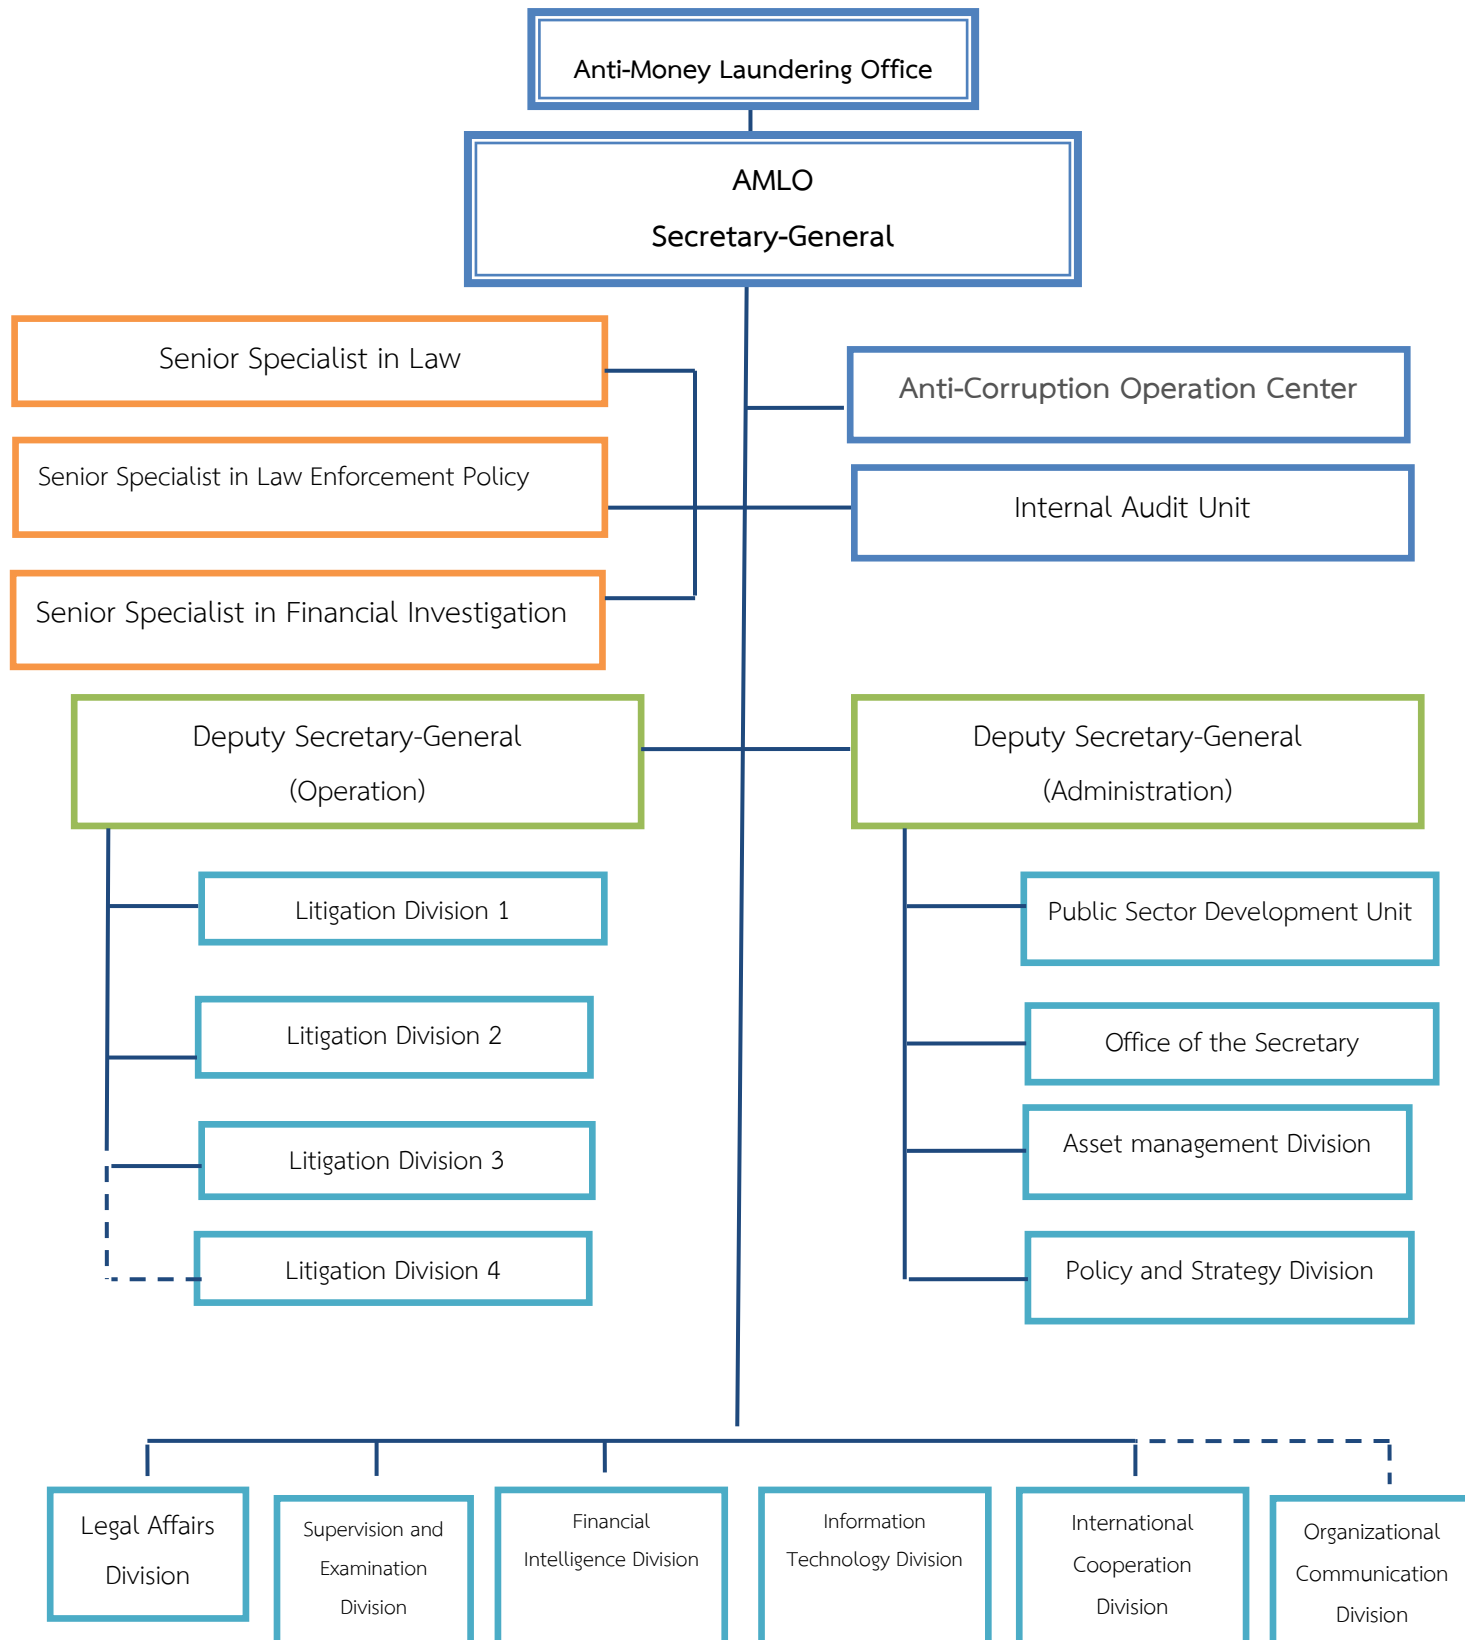 Anti-Money Laundering Office
AMLO
Secretary-General
Senior Specialist in Law
Anti-Corruption Operation Center
Senior Specialist in Law Enforcement Policy
Internal Audit Unit
Senior Specialist in Financial Investigation
Deputy Secretary-General
(Operation)
Deputy Secretary-General
(Administration)
Litigation Division 1
Litigation Division 2
Litigation Division 3
Litigation Division 4
Public Sector Development Unit
Office of the Secretary
Asset management Division
Policy and Strategy Division
Legal Affairs
Division
Supervision and
Examination
Division
Financial
Intelligence Division
Information
Technology Division
International
Cooperation
Division
Organizational
Communication
Division